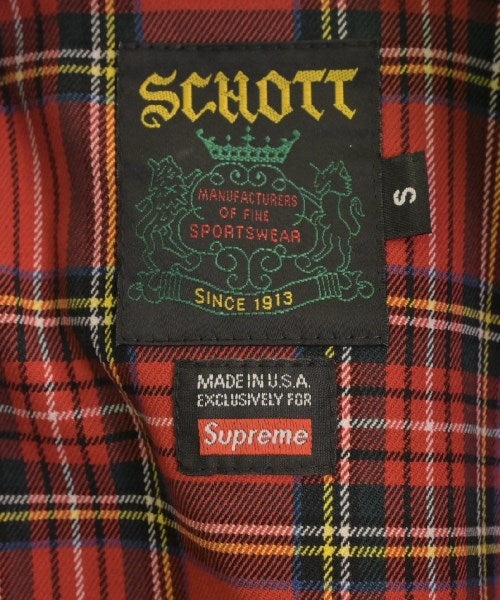 SCHOTT
MANUFACTURERS
OF FINE
SPORTSWEAR
SINCE 1913
S
MADE IN U.S.A.
EXCLUSIVELY FOR
Supreme